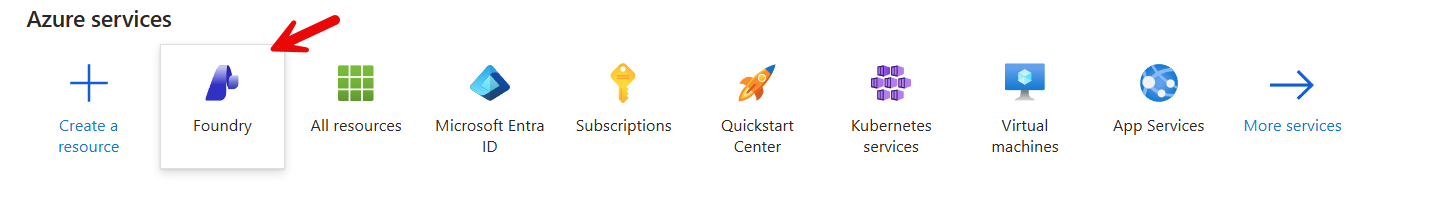 Azure services
Create a
resource
Foundry
All resources
Microsoft Entra
ID
Subscriptions
Quickstart
Center
Kubernetes
services
Virtual
machines
App Services
More services